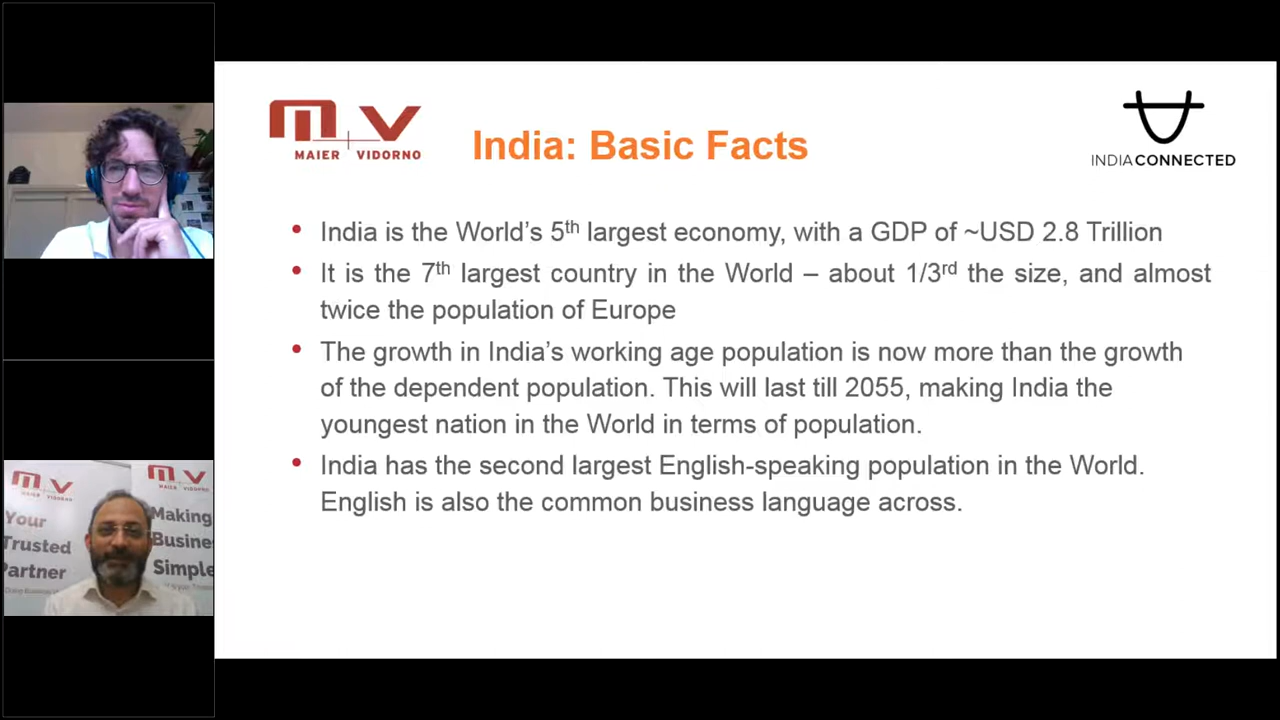 MAIER + VIDORNO
India: Basic Facts
INDIACONNECTED
• India is the World’s 5th largest economy, with a GDP of ~USD 2.8 Trillion
• It is the 7th largest country in the World – about 1/3rd the size, and almost
twice the population of Europe
• The growth in India’s working age population is now more than the growth
of the dependent population. This will last till 2055, making India the
youngest nation in the World in terms of population.
• India has the second largest English-speaking population in the World.
English is also the common business language across.
MAIER + VIDORNO
Your
Trusted
Partner
MAIER + VIDORNO
Making
Busine
Simple